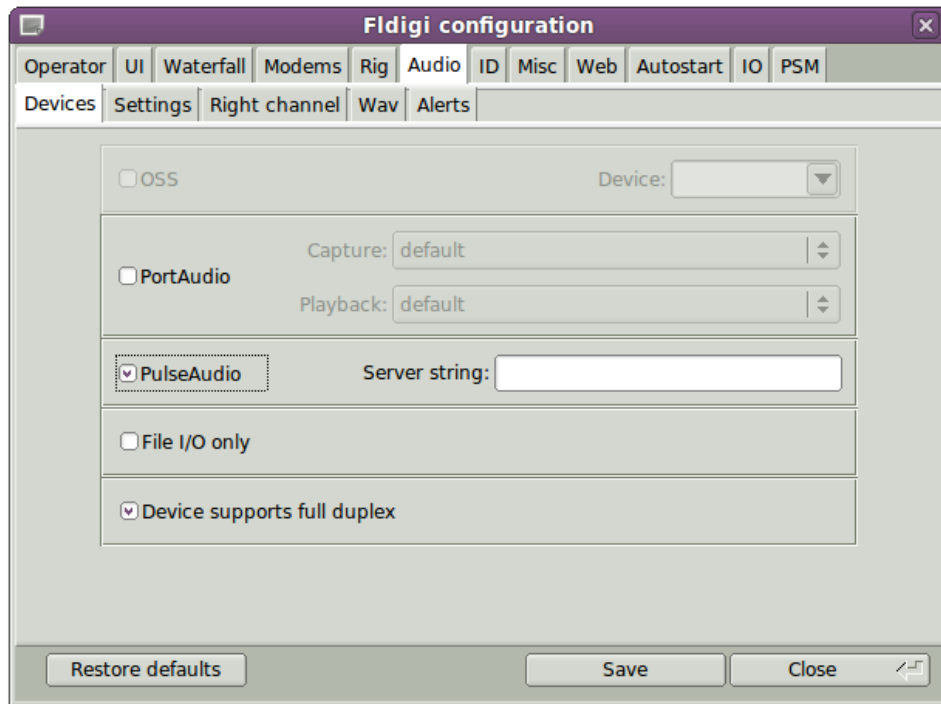 Fldigi configuration
Operator UI Waterfall Modems Rig Audio ID Misc Web Autostart IO PSM
Devices Settings Right channel Wav Alerts
OSS Device:
Capture: default
PortAudio
Playback: default
PulseAudio Server string:
File I/O only
Device supports full duplex
Restore defaults Save Close